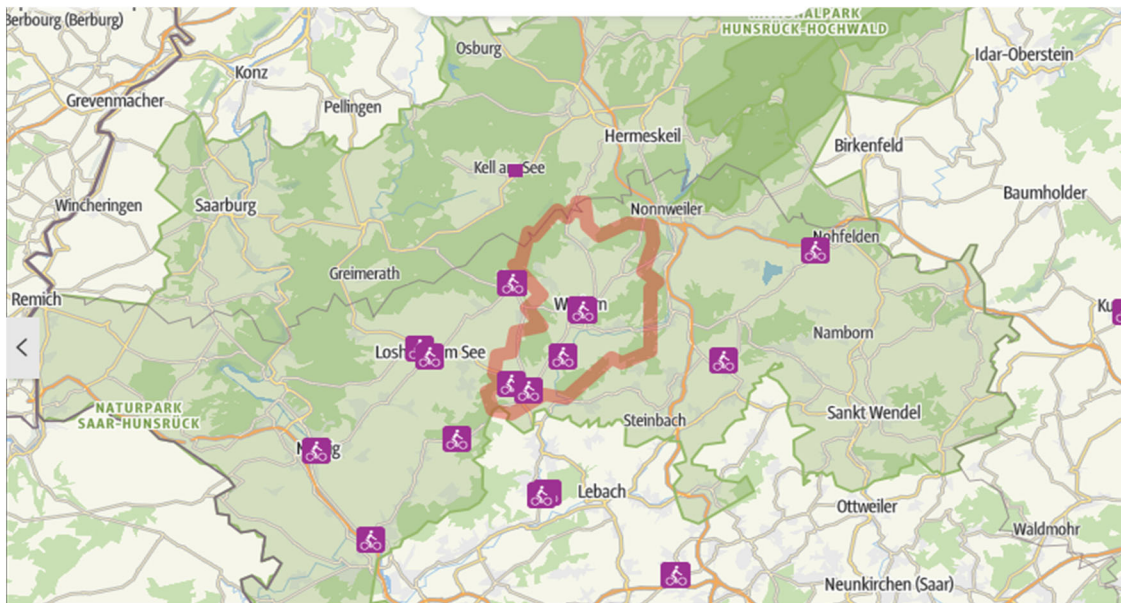 Berbourg (Berburg)
NATIONALPARK
HUNSRÜCK-HOCHWALD
Osburg
Idar-Oberstein
Konz
Grevenmacher
Pellingen
Hermeskeil
Birkenfeld
Kell am See
Baumholder
Saarburg
Wincheringen
Nonnweiler
Nohfelden
Greimerath
Remich
Namborn
NATURPARK
SAAR-HUNSRÜCK
Steinbach
Sankt Wendel
Lebach
Ottweiler
Waldmohr
Neunkirchen (Saar)